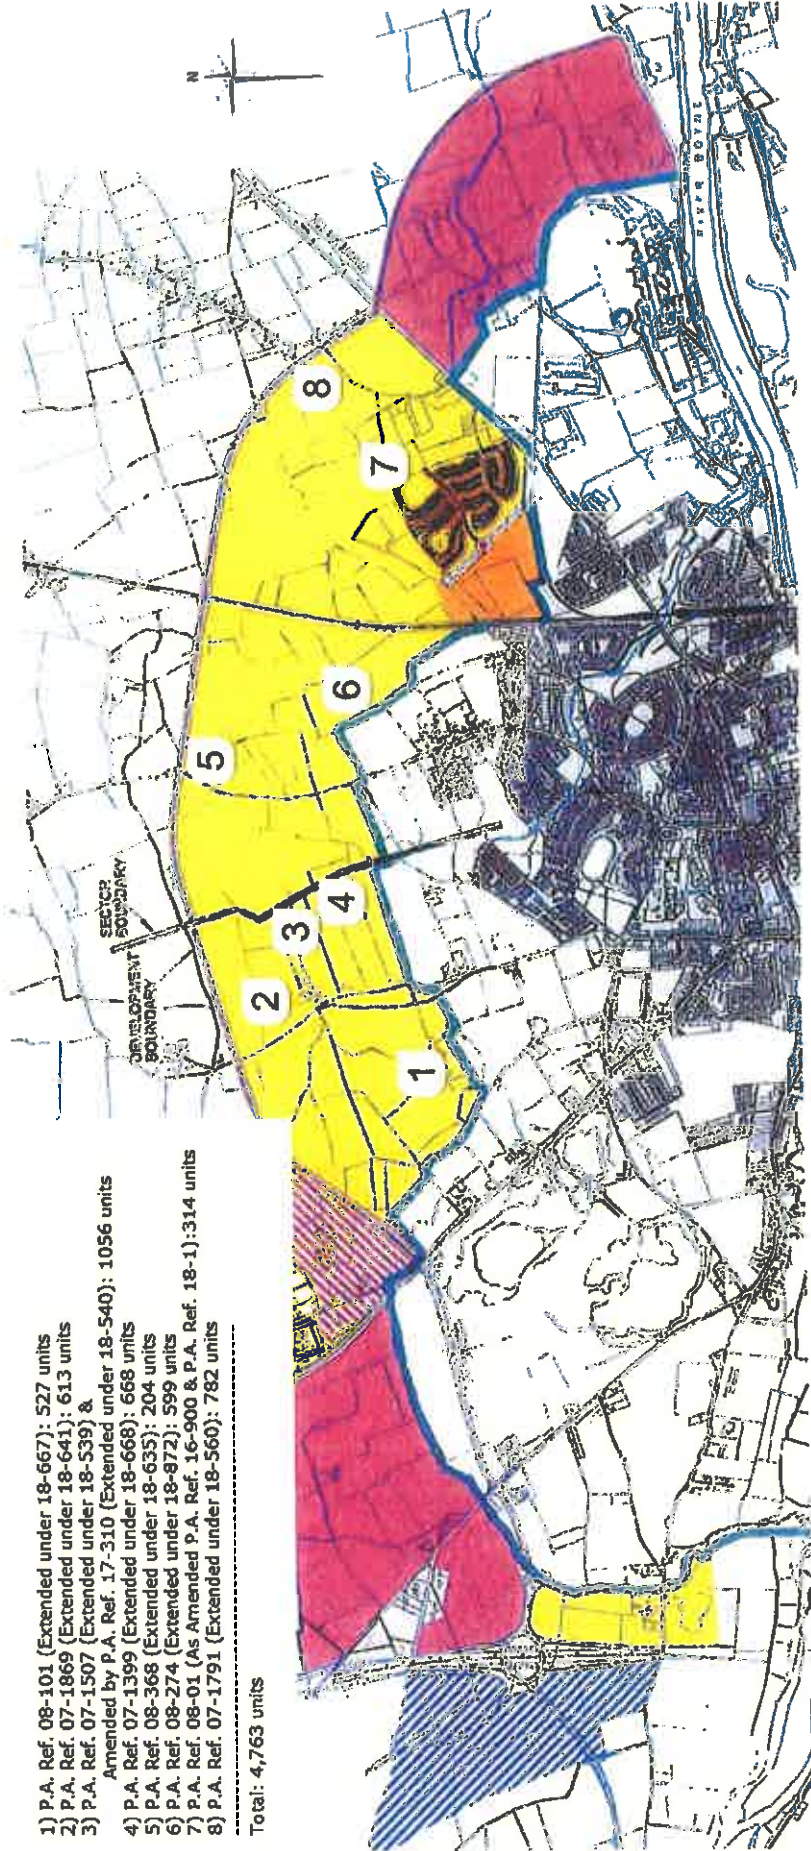 1) P.A. Ref. 08-101 (Extended under 18-667): 527 units
2) P.A. Ref. 07-1869 (Extended under 18-641): 613 units
3) P.A. Ref. 07-1507 (Extended under 18-539) &
Amended by P.A. Ref. 17-310 (Extended under 18-540): 1056 units
4) P.A. Ref. 07-1399 (Extended under 18-668): 668 units
5) P.A. Ref. 08-368 (Extended under 18-635): 204 units
6) P.A. Ref. 08-274 (Extended under 18-872): 599 units
7) P.A. Ref. 08-01 (As Amended P.A. Ref. 16-900 & P.A. Ref. 18-1):314 units
8) P.A. Ref. 07-1791 (Extended under 18-560): 782 units
Total: 4,763 units
DEVELOPMENT
BOUNDARY
SECTOR
BOUNDARY
1
2
3
4
5
6
7
8
N